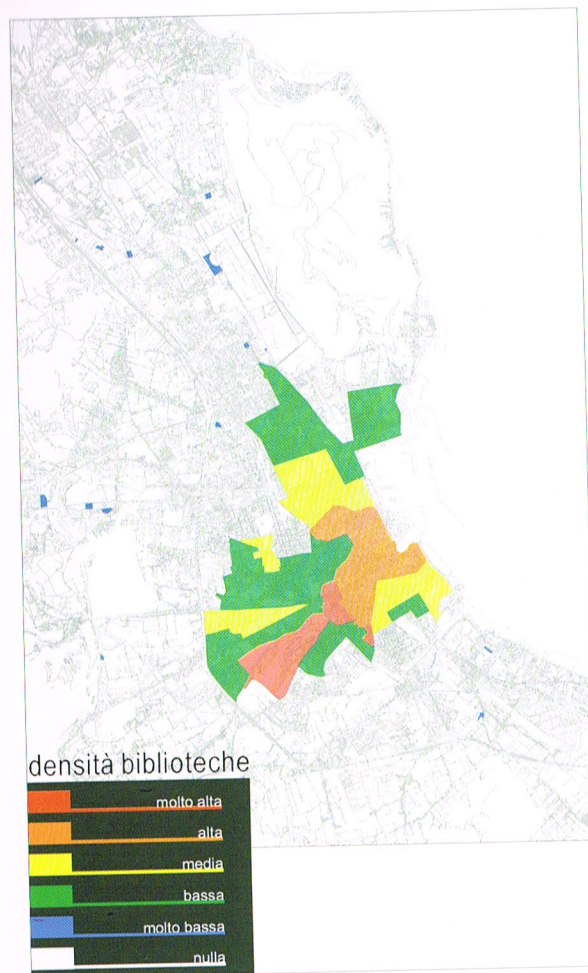 densità biblioteche
molto alta
alta
media
bassa
molto bassa
nulla